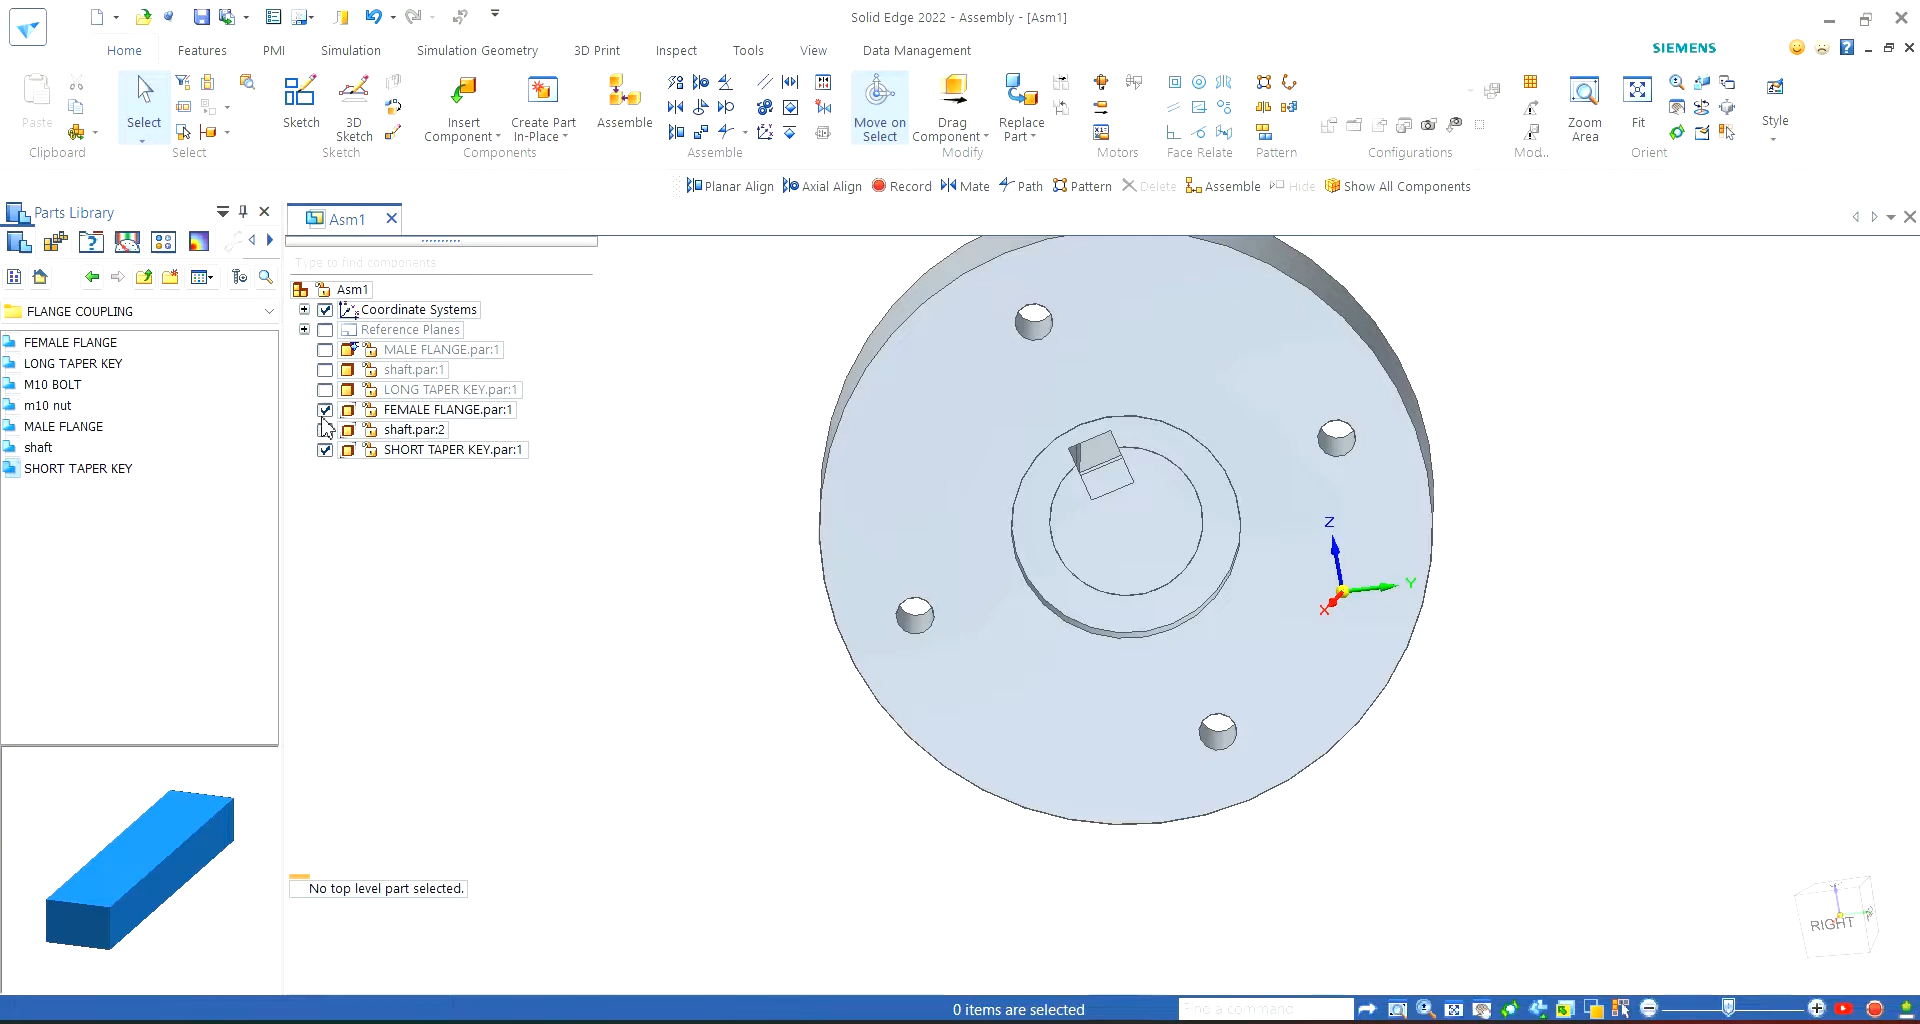 Solid Edge 2022 - Assembly - [Asm1]
Home Features PMI Simulation Simulation Geometry 3D Print Inspect Tools View Data Management
SIEMENS
Paste
Clipboard
Select
Select
Sketch
3D Sketch
Sketch
Insert Component
Create Part In-Place
Components
Assemble
Assemble
Move on Select
Drag Component
Replace Part
Modify
Motors
Face Relate
Pattern
Configurations
Mod...
Zoom Area
Fit
Orient
Style
Planar Align Axial Align Record Mate Path Pattern Delete Assemble Hide Show All Components
Parts Library
Asm1
Type to find components
FLANGE COUPLING
FEMALE FLANGE
LONG TAPER KEY
M10 BOLT
m10 nut
MALE FLANGE
shaft
SHORT TAPER KEY
Asm1
Coordinate Systems
Reference Planes
MALE FLANGE.par:1
shaft.par:1
LONG TAPER KEY.par:1
FEMALE FLANGE.par:1
shaft.par:2
SHORT TAPER KEY.par:1
Z
Y
X
No top level part selected.
RIGHT
0 items are selected
Find a command